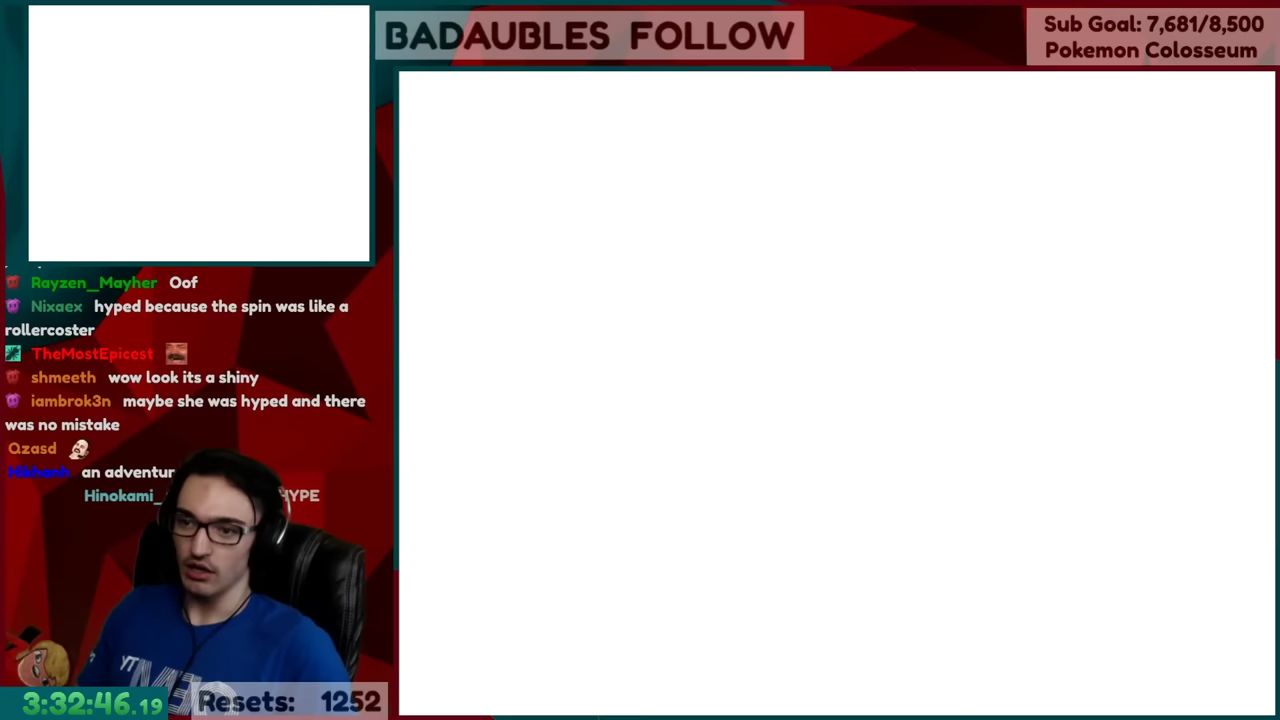 BADAUBLES FOLLOW
Sub Goal: 7,681/8,500
Pokemon Colosseum
Rayzen_Mayher Oof
Nixaex hyped because the spin was like a
rollercoster
TheMostEpicest
shmeeth wow look its a shiny
iambrok3n maybe she was hyped and there
was no mistake
Qzasd
Hikhanh an adventur
Hinokami_ HYPE
YT
3:32:46.19
Resets: 1252